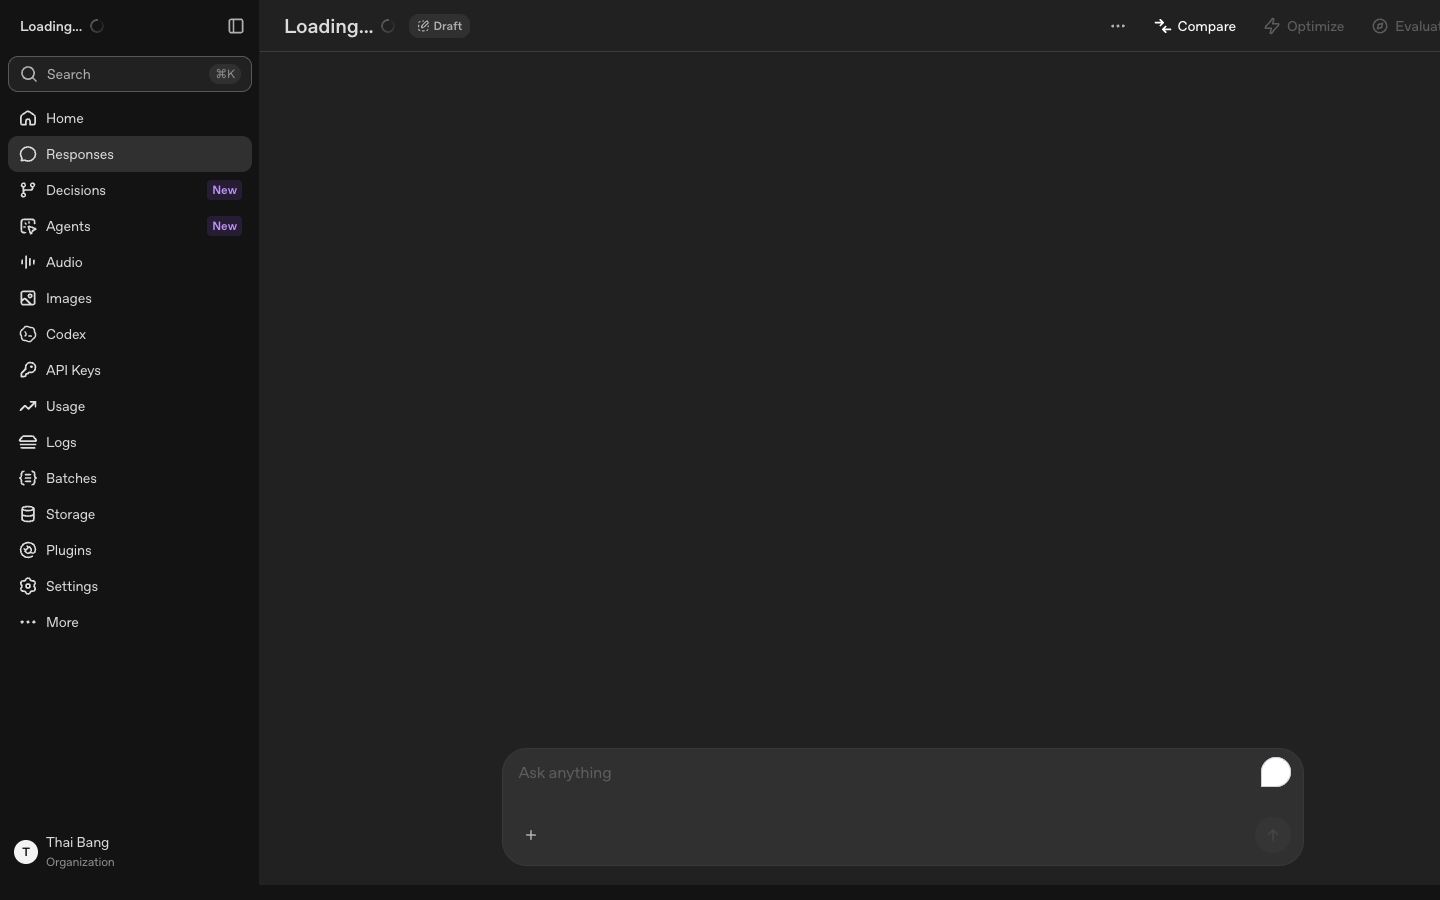 Loading...
Search ⌘K
Home
Responses
Decisions New
Agents New
Audio
Images
Codex
API Keys
Usage
Logs
Batches
Storage
Plugins
Settings
More
T
Thai Bang
Organization
Loading...
Draft
Compare
Optimize
Evaluat
Ask anything